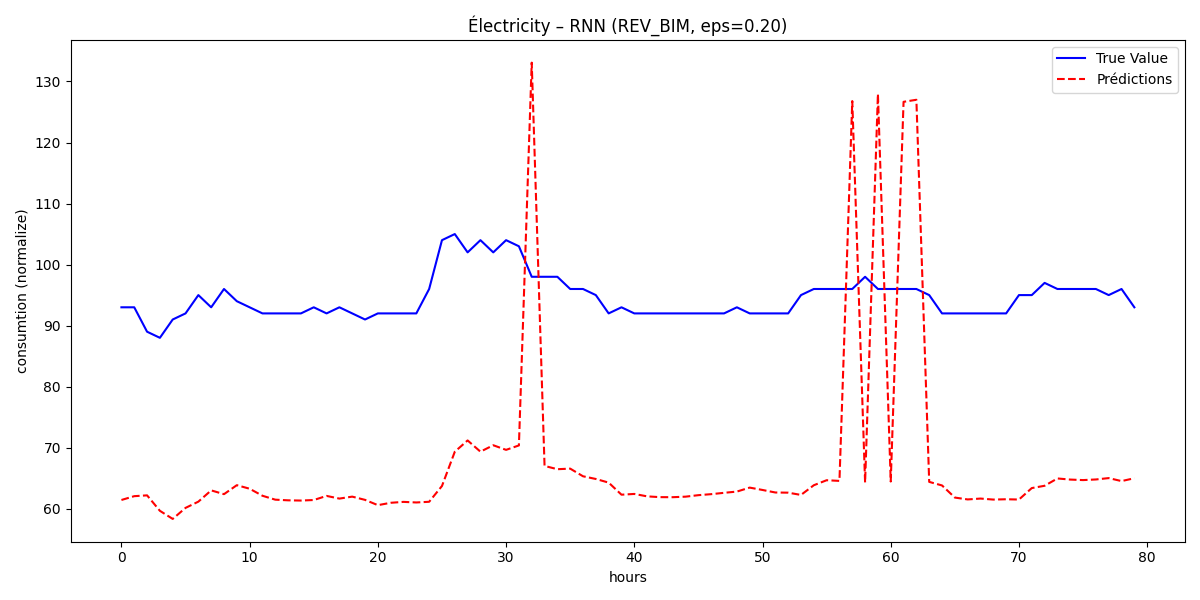 Électricity – RNN (REV_BIM, eps=0.20)
True Value
Prédictions
consumtion (normalize)
130
120
110
100
90
80
70
60
0 10 20 30 40 50 60 70 80
hours